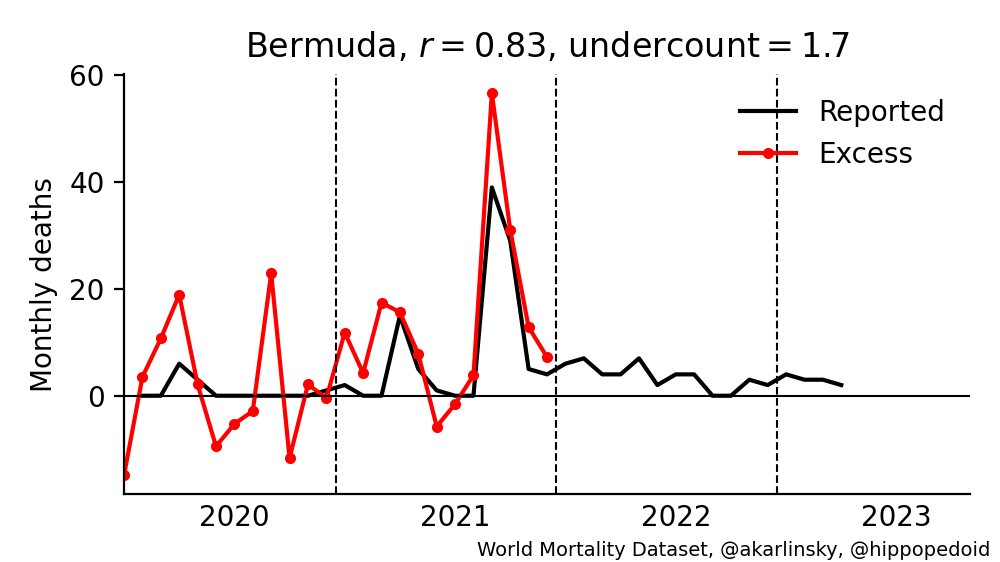 Bermuda, r = 0.83, undercount = 1.7
60
40
20
0
Monthly deaths
Reported
Excess
2020 2021 2022 2023
World Mortality Dataset, @akarlinsky, @hippopedoid